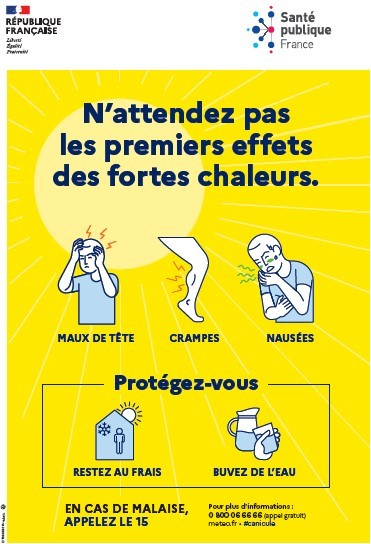 RÉPUBLIQUE
FRANÇAISE
Liberté
Égalité
Fraternité
Santé
publique
France
N'attendez pas
les premiers effets
des fortes chaleurs.
MAUX DE TÊTE
CRAMPES
NAUSÉES
Protégez-vous
RESTEZ AU FRAIS
BUVEZ DE L'EAU
EN CAS DE MALAISE,
APPELEZ LE 15
Pour plus d'informations :
0 800 06 66 66 (appel gratuit)
meteo.fr • #canicule